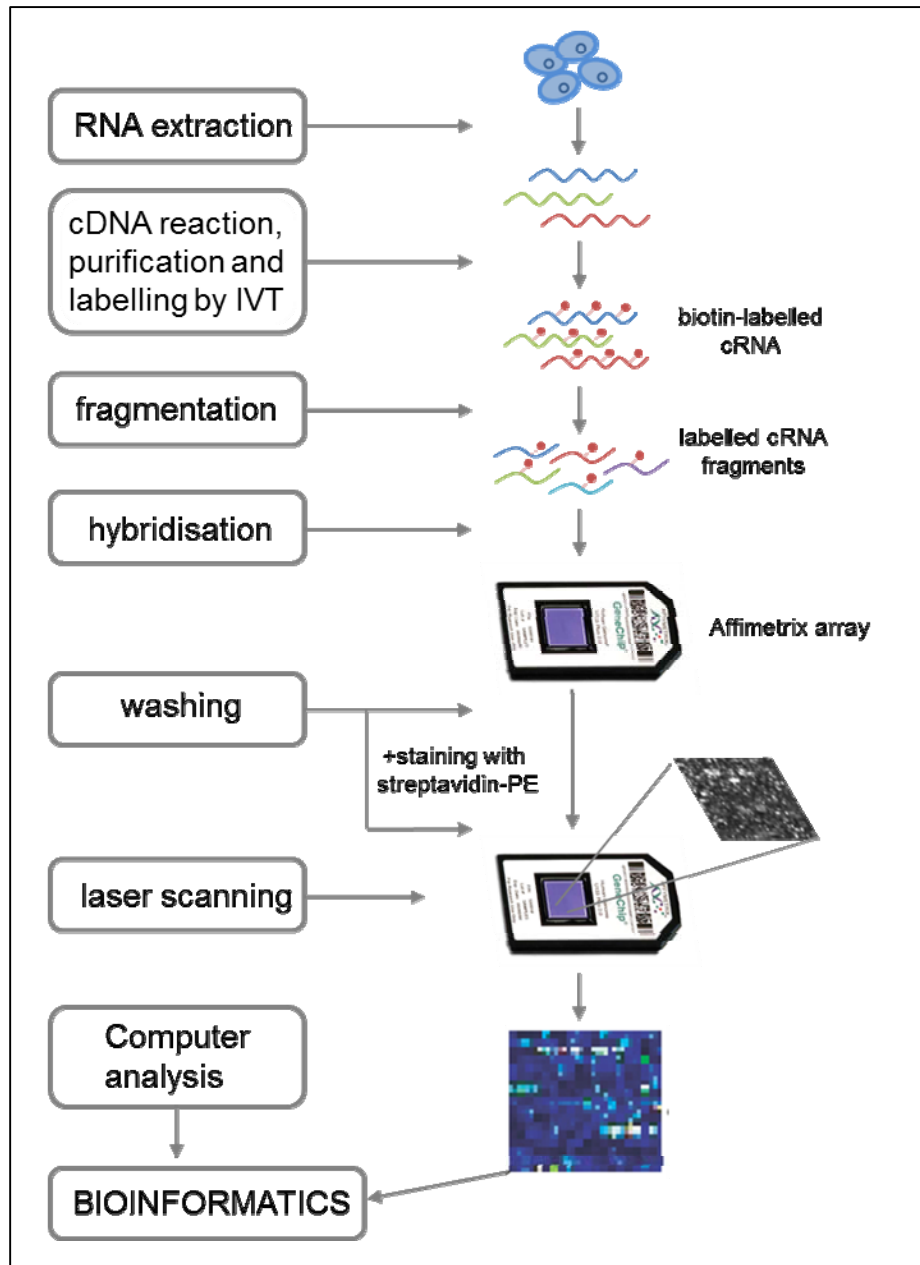 RNA extraction
cDNA reaction,
purification and
labelling by IVT
biotin-labelled
cRNA
fragmentation
labelled cRNA
fragments
hybridisation
GeneChip
Affimetrix array
washing
+staining with
streptavidin-PE
laser scanning
GeneChip
Computer
analysis
BIOINFORMATICS